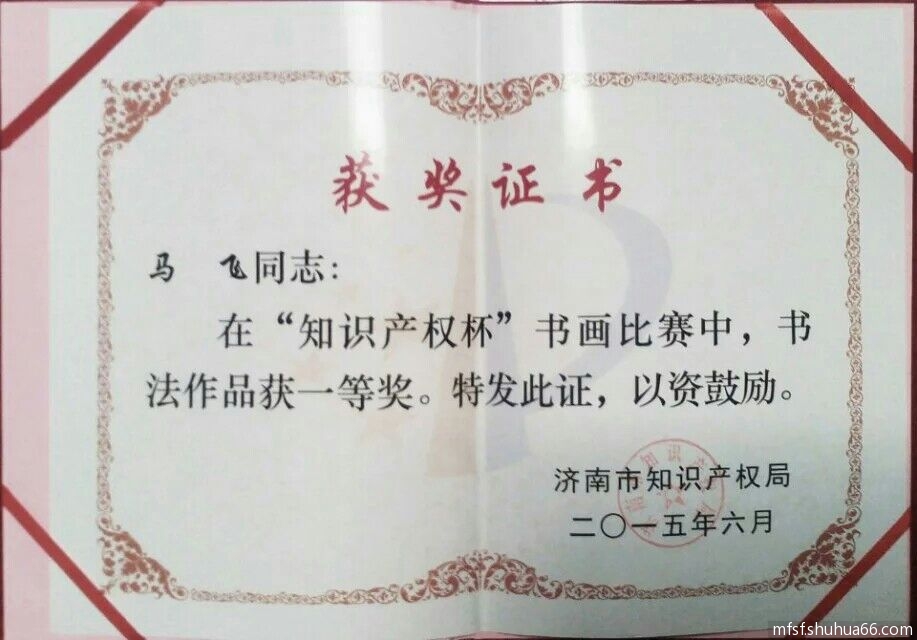 获奖证书
马 飞同志：
在“知识产权杯”书画比赛中，书
法作品获一等奖。特发此证，以资鼓励。
济南市知识产权局
二〇一五年六月
mfsfshuhua66.com